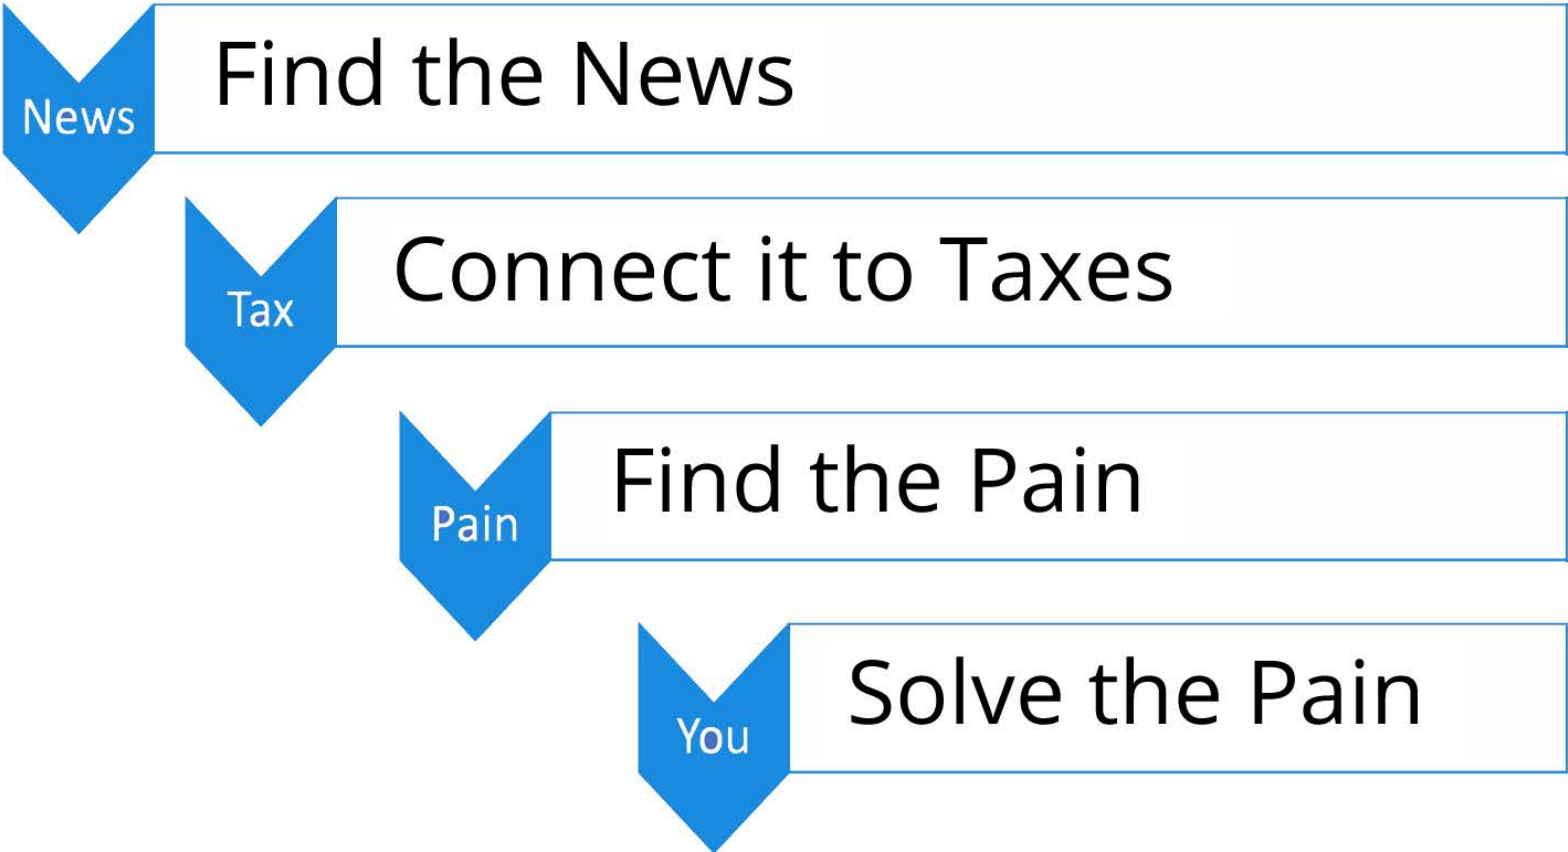 News
Find the News
Tax
Connect it to Taxes
Pain
Find the Pain
You
Solve the Pain